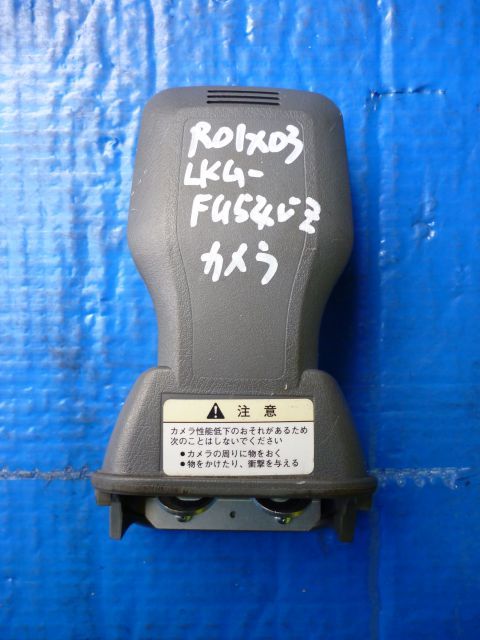 R01X03
LKG-
FU54VZ
カメラ
⚠ 注意
カメラ性能低下のおそれがあるため
次のことはしないでください
●カメラの周りに物をおく
●物をかけたり、衝撃を与える